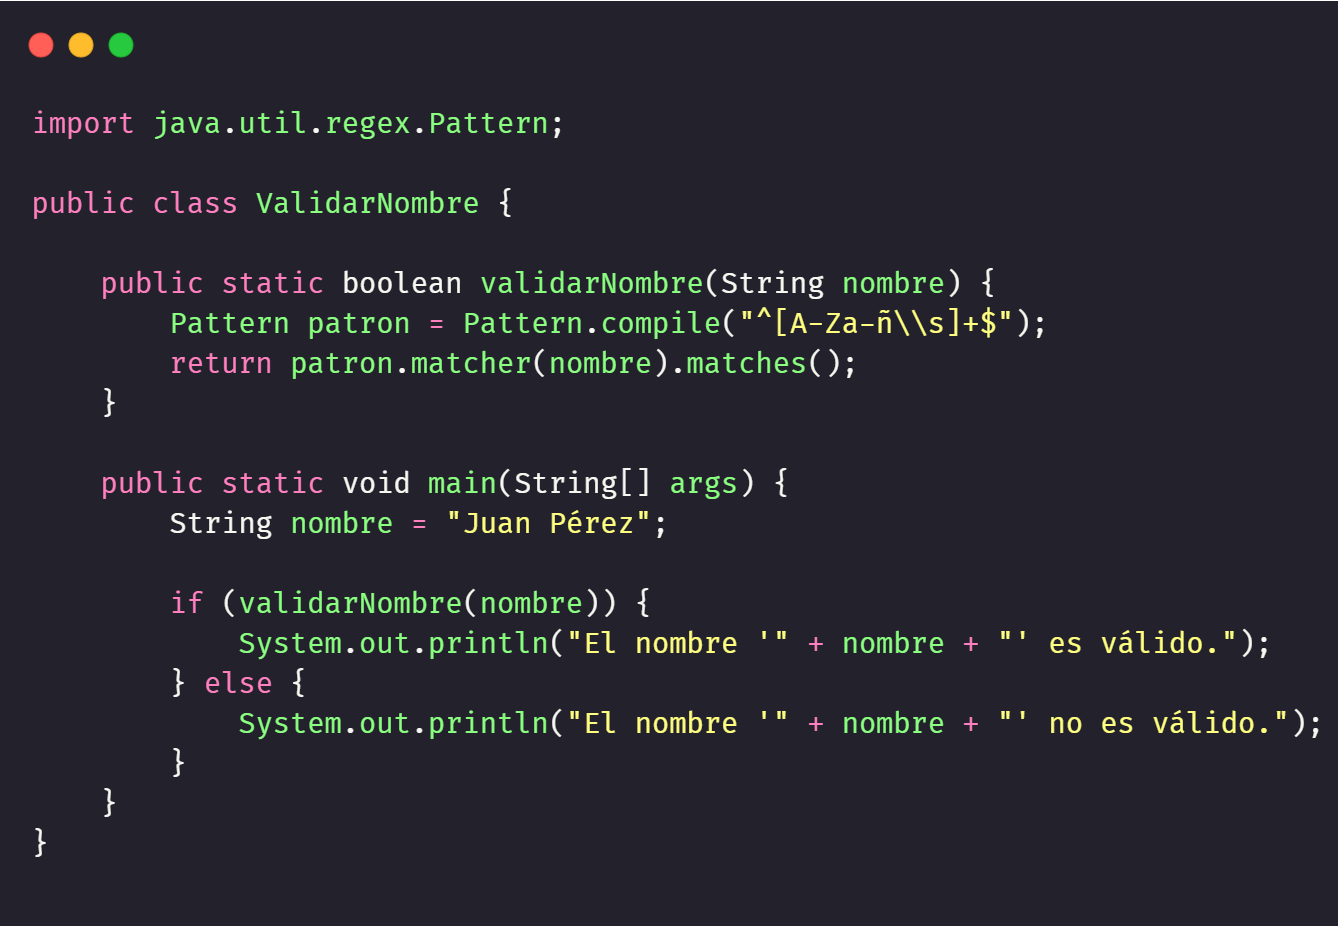 import java.util.regex.Pattern;
public class ValidarNombre {
public static boolean validarNombre(String nombre) {
Pattern patron = Pattern.compile("^[A-Za-ñ\\s]+$");
return patron.matcher(nombre).matches();
}
public static void main(String[] args) {
String nombre = "Juan Pérez";
if (validarNombre(nombre)) {
System.out.println("El nombre '" + nombre + "' es válido.");
} else {
System.out.println("El nombre '" + nombre + "' no es válido.");
}
}
}